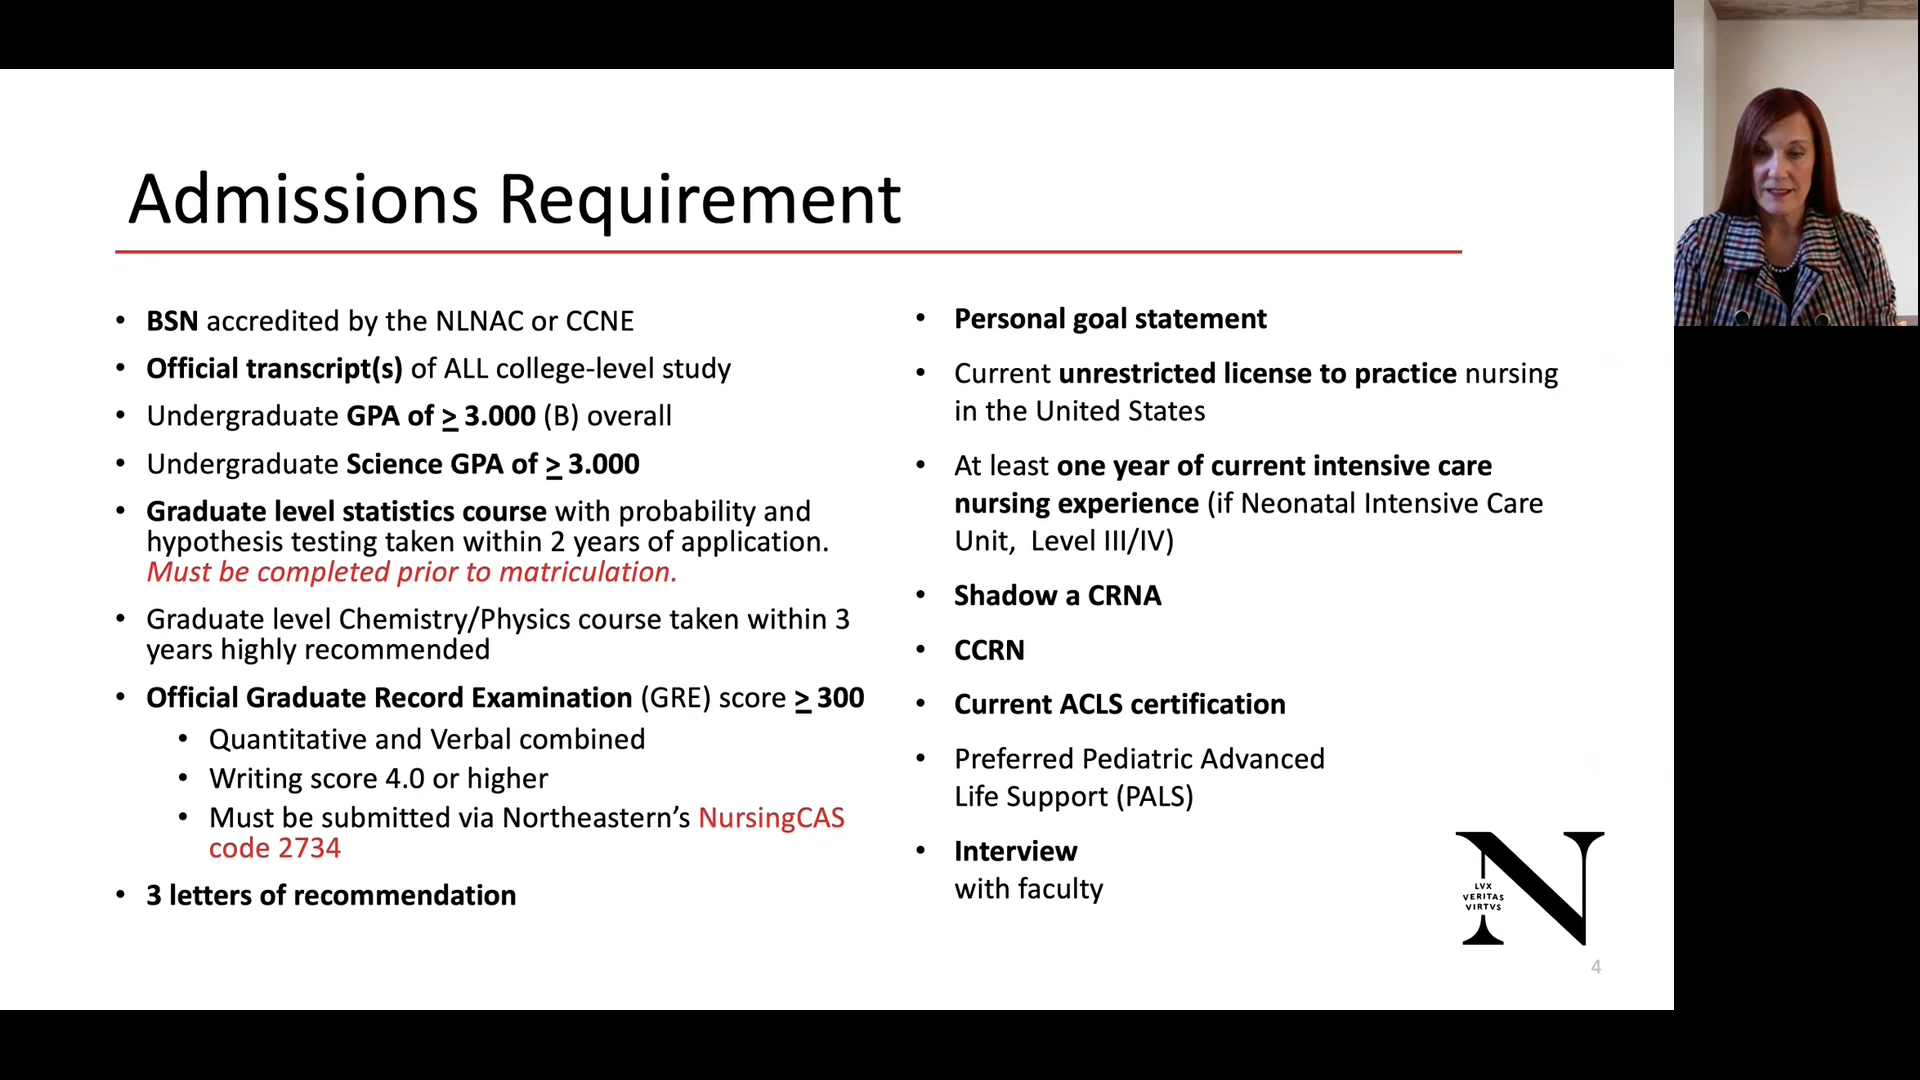 Admissions Requirement
• BSN accredited by the NLNAC or CCNE
• Official transcript(s) of ALL college-level study
• Undergraduate GPA of ≥ 3.000 (B) overall
• Undergraduate Science GPA of ≥ 3.000
• Graduate level statistics course with probability and
hypothesis testing taken within 2 years of application.
Must be completed prior to matriculation.
• Graduate level Chemistry/Physics course taken within 3
years highly recommended
• Official Graduate Record Examination (GRE) score ≥ 300
• Quantitative and Verbal combined
• Writing score 4.0 or higher
• Must be submitted via Northeastern’s NursingCAS
code 2734
• 3 letters of recommendation
• Personal goal statement
• Current unrestricted license to practice nursing
in the United States
• At least one year of current intensive care
nursing experience (if Neonatal Intensive Care
Unit, Level III/IV)
• Shadow a CRNA
• CCRN
• Current ACLS certification
• Preferred Pediatric Advanced
Life Support (PALS)
• Interview
with faculty
N
LVX
VERITAS
VIRTVS
4